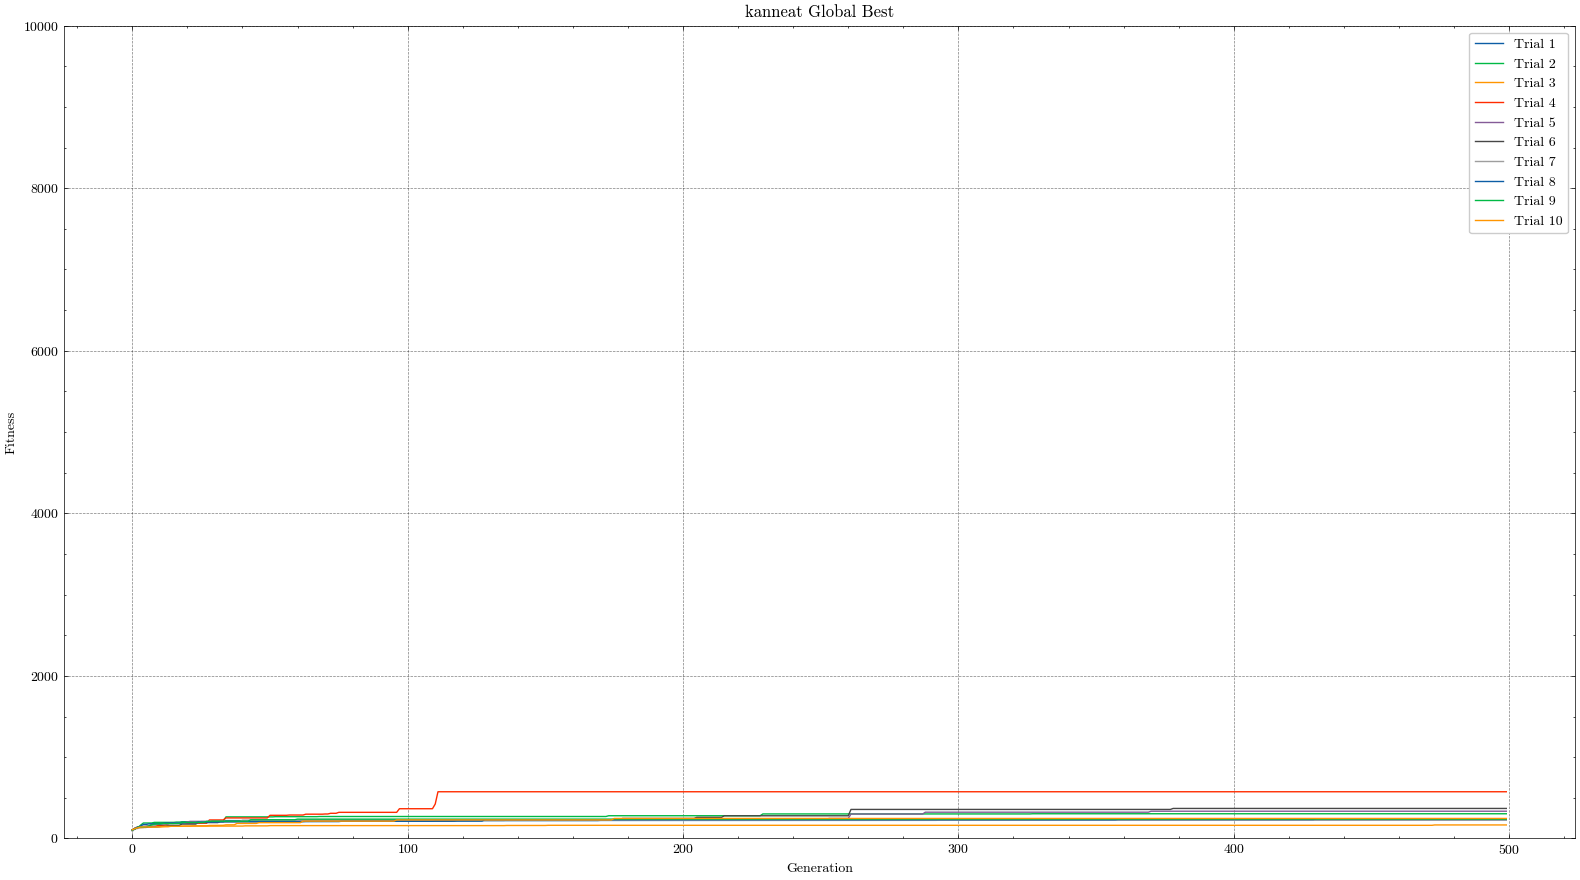 kanneat Global Best
10000
8000
6000
4000
2000
0
Fitness
0
100
200
300
400
500
Generation
Trial 1
Trial 2
Trial 3
Trial 4
Trial 5
Trial 6
Trial 7
Trial 8
Trial 9
Trial 10